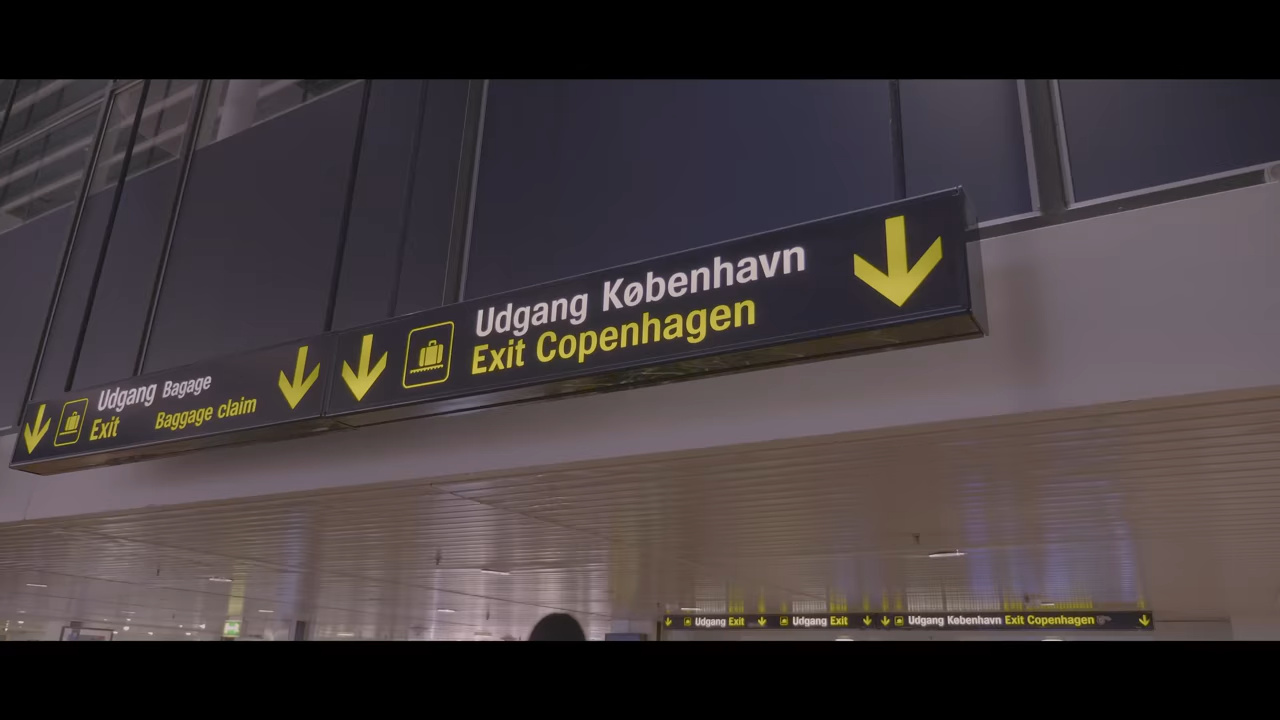 Udgang Bagage
Exit Baggage claim
Udgang København
Exit Copenhagen
Udgang Exit
Udgang Exit
Udgang København Exit Copenhagen